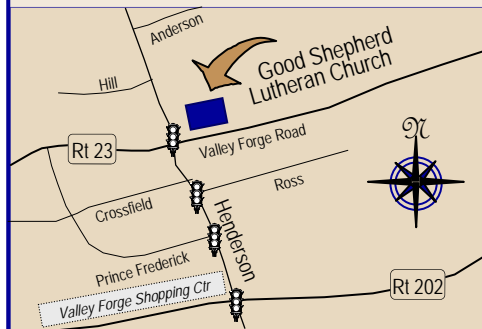 Anderson
Good Shepherd
Lutheran Church
Hill
N
Rt 23
Valley Forge Road
Ross
Crossfield
Henderson
Prince Frederick
Rt 202
Valley Forge Shopping Ctr